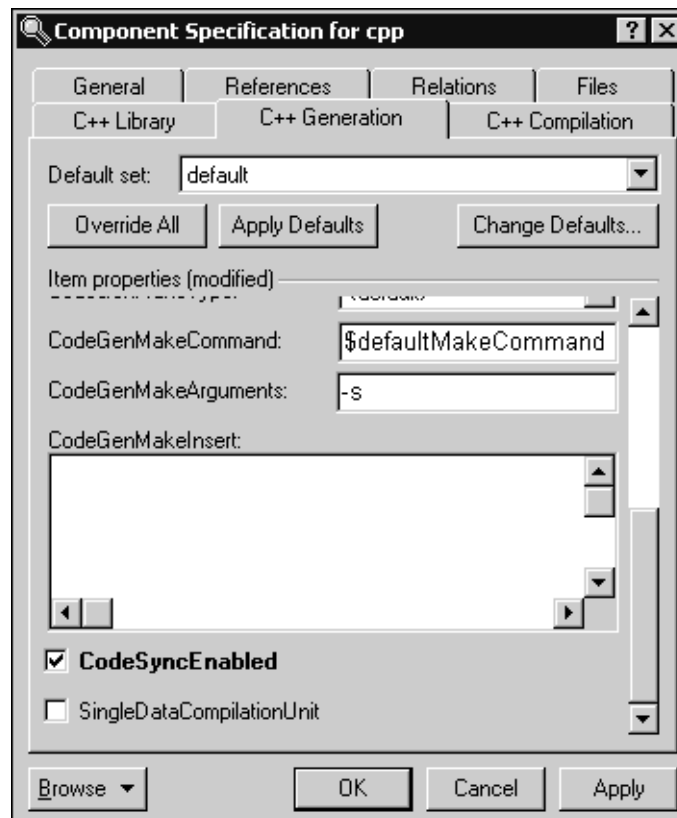 Component Specification for cpp
General References Relations Files
C++ Library C++ Generation C++ Compilation
Default set: default
Override All Apply Defaults Change Defaults...
Item properties (modified)
CodeGenMakeCommand: $defaultMakeCommand
CodeGenMakeArguments: -s
CodeGenMakeInsert:
CodeSyncEnabled
SingleDataCompilationUnit
Browse OK Cancel Apply